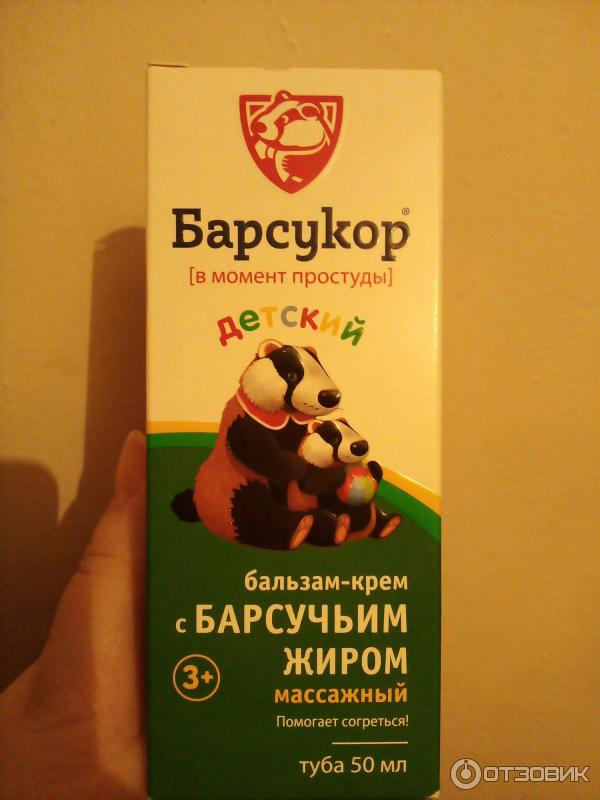 Барсукор®
[в момент простуды]
детский
бальзам-крем
с БАРСУЧЬИМ
ЖИРОМ
3+
массажный
Помогает согреться!
туба 50 мл
ОТЗОВИК